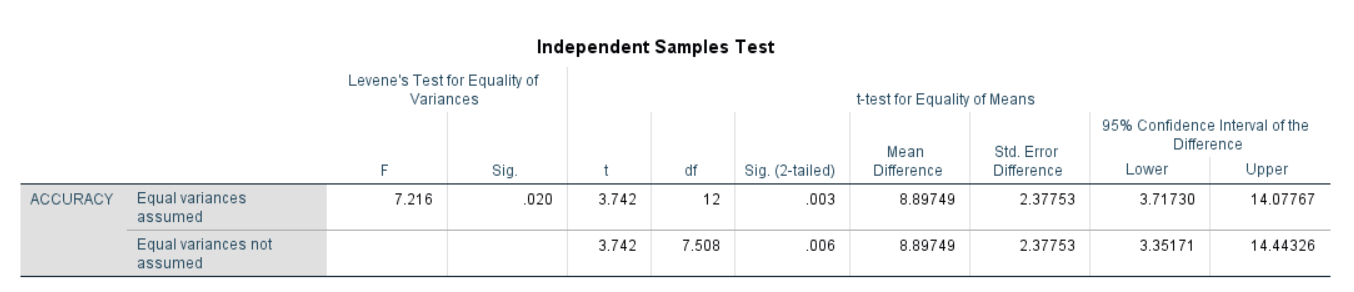 Independent Samples Test
Levene's Test for Equality of
Variances
t-test for Equality of Means
95% Confidence Interval of the
Difference
F
Sig.
t
df
Sig. (2-tailed)
Mean
Difference
Std. Error
Difference
Lower
Upper
ACCURACY
Equal variances
assumed
7.216
.020
3.742
12
.003
8.89749
2.37753
3.71730
14.07767
Equal variances not
assumed
3.742
7.508
.006
8.89749
2.37753
3.35171
14.44326